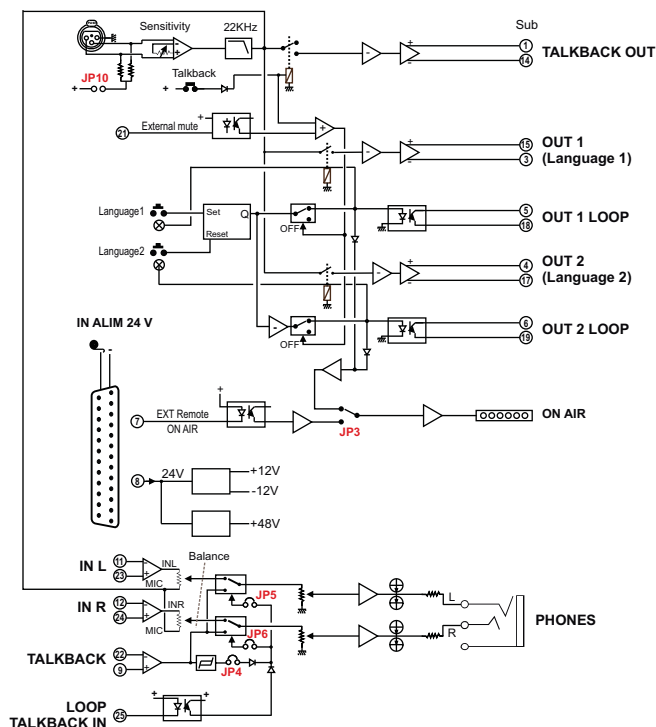 Sensitivity
22KHz
Sub
JP10
+
-
+
+
-
1
14
TALKBACK OUT
Talkback
+
-
21
External mute
+
+
-
+
-
15
3
OUT 1
(Language 1)
Language1
Set
Q
Reset
OFF
5
18
OUT 1 LOOP
Language2
-
+
-
4
17
OUT 2
(Language 2)
IN ALIM 24 V
-
OFF
6
19
OUT 2 LOOP
+ -
7
EXT Remote
ON AIR
+
JP3
ON AIR
8
24V
+12V
-12V
+48V
IN L
11
23
-
+
INL
MIC
Balance
JP5
IN R
12
24
-
+
INR
MIC
JP6
L
R
PHONES
TALKBACK
22
9
-
+
JP4
LOOP
TALKBACK IN
25
+
+